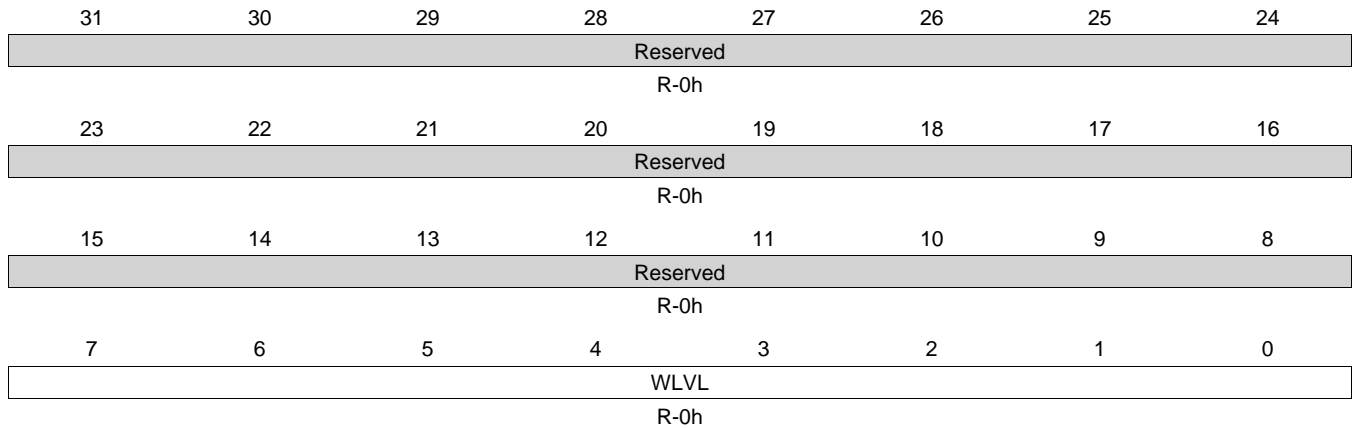 31 30 29 28 27 26 25 24
Reserved
R-0h
23 22 21 20 19 18 17 16
Reserved
R-0h
15 14 13 12 11 10 9 8
Reserved
R-0h
7 6 5 4 3 2 1 0
WLVL
R-0h